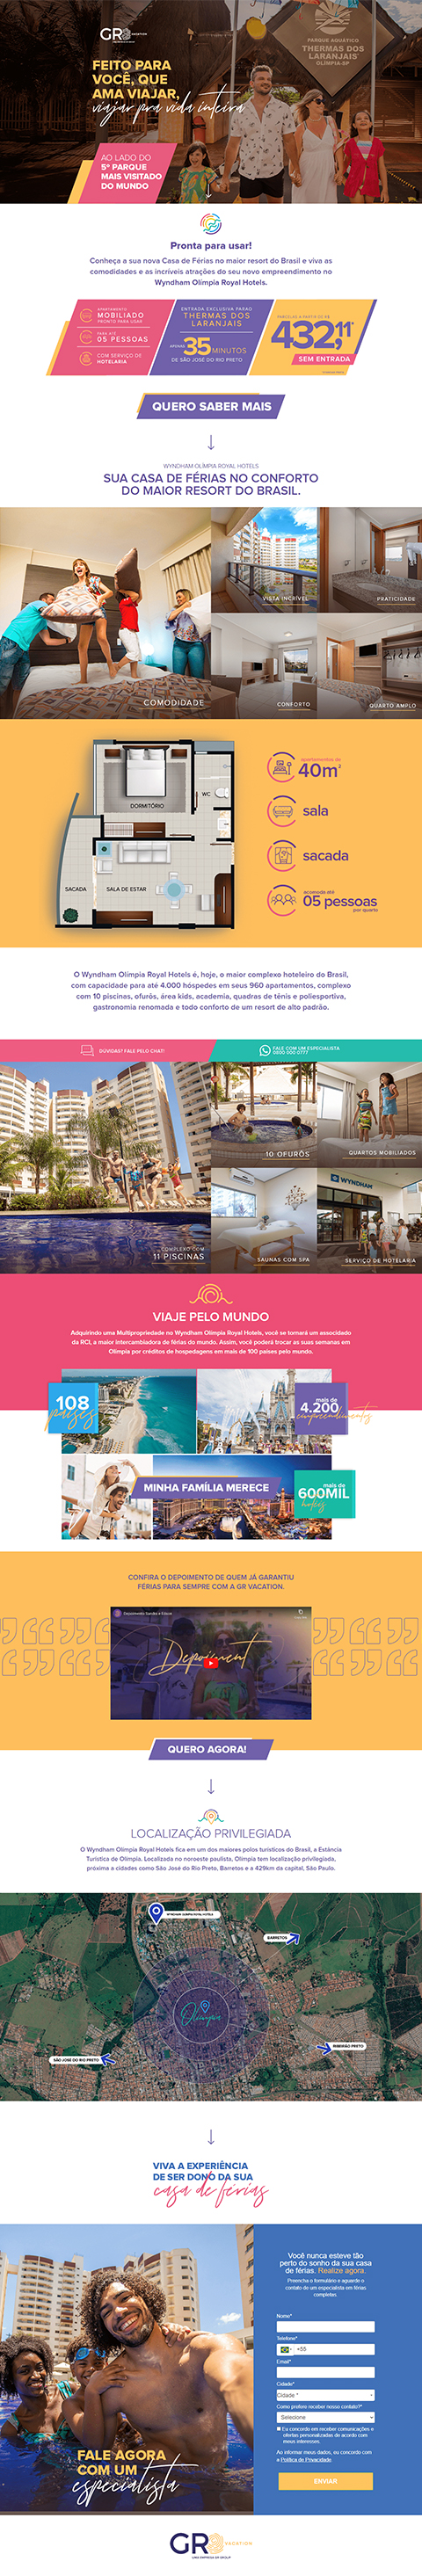 GR VACATION
PARQUE AQUÁTICO
THERMAS DOS
LARANJAIS
OLÍMPIA-SP
FEITO PARA
VOCÊ, QUE
AMA VIAJAR,
viajar pra vida inteira
AO LADO DO
5º PARQUE
MAIS VISITADO
DO MUNDO
Pronta para usar!
Conheça a sua nova Casa de Férias no maior resort do Brasil e viva as
comodidades e as incríveis atrações do seu novo empreendimento no
Wyndham Olímpia Royal Hotels.
APARTAMENTO
MOBILIADO
PRONTO PARA USAR
PARA ATÉ
05 PESSOAS
COM SERVIÇO DE
HOTELARIA
ENTRADA EXCLUSIVA PARA O
THERMAS DOS
LARANJAIS
APENAS 35 MINUTOS
DE SÃO JOSÉ DO RIO PRETO
PARCELAS A PARTIR DE R$
432,11*
SEM ENTRADA
QUERO SABER MAIS
WYNDHAM OLÍMPIA ROYAL HOTELS
SUA CASA DE FÉRIAS NO CONFORTO
DO MAIOR RESORT DO BRASIL.
COMODIDADE
VISTA INCRÍVEL
PRATICIDADE
CONFORTO
QUARTO AMPLO
DORMITÓRIO
WC
SACADA
SALA DE ESTAR
apartamentos de
40m²
sala
sacada
acomoda até
05 pessoas
por quarto
O Wyndham Olímpia Royal Hotels é, hoje, o maior complexo hoteleiro do Brasil,
com capacidade para até 4.000 hóspedes em seus 960 apartamentos, complexo
com 10 piscinas, ofurôs, área kids, academia, quadras de tênis e poliesportiva,
gastronomia renomada e todo conforto de um resort de alto padrão.
DÚVIDAS? FALE PELO CHAT!
FALE COM UM ESPECIALISTA
0800 000 0777
COMPLEXO COM
11 PISCINAS
10 OFURÔS
QUARTOS MOBILIADOS
SAUNAS COM SPA
WYNDHAM
SERVIÇO DE HOTELARIA
VIAJE PELO MUNDO
Adquirindo uma Multipropriedade no Wyndham Olímpia Royal Hotels, você se tornará um associado
da RCI, a maior intercambiadora de férias do mundo. Assim, você poderá trocar as suas semanas em
Olímpia por créditos de hospedagens em mais de 100 países pelo mundo.
108
países
mais de
4.200
empreendimentos
MINHA FAMÍLIA MERECE
mais de
600MIL
hotéis
CONFIRA O DEPOIMENTO DE QUEM JÁ GARANTIU
FÉRIAS PARA SEMPRE COM A GR VACATION.
Depoiment
QUERO AGORA!
LOCALIZAÇÃO PRIVILEGIADA
O Wyndham Olímpia Royal Hotels fica em um dos maiores polos turísticos do Brasil, a Estância
Turística de Olímpia. Localizada no noroeste paulista, Olímpia tem localização privilegiada,
próxima a cidades como São José do Rio Preto, Barretos e a 429km da capital, São Paulo.
WYNDHAM OLÍMPIA ROYAL HOTELS
BARRETOS
Olímpia
SÃO JOSÉ DO RIO PRETO
RIBEIRÃO PRETO
VIVA A EXPERIÊNCIA
DE SER DONO DA SUA
casa de férias
FALE AGORA
COM UM
especialista
Você nunca esteve tão
perto do sonho da sua casa
de férias. Realize agora.
Preencha o formulário e aguarde o
contato de um especialista em férias
completas.
Nome*
Telefone*
+55
Email*
Cidade*
Cidade *
Como prefere receber nosso contato?*
Selecione
Eu concordo em receber comunicações e
ofertas personalizadas de acordo com
meus interesses.
Ao informar meus dados, eu concordo com
a Política de Privacidade.
ENVIAR
GR VACATION